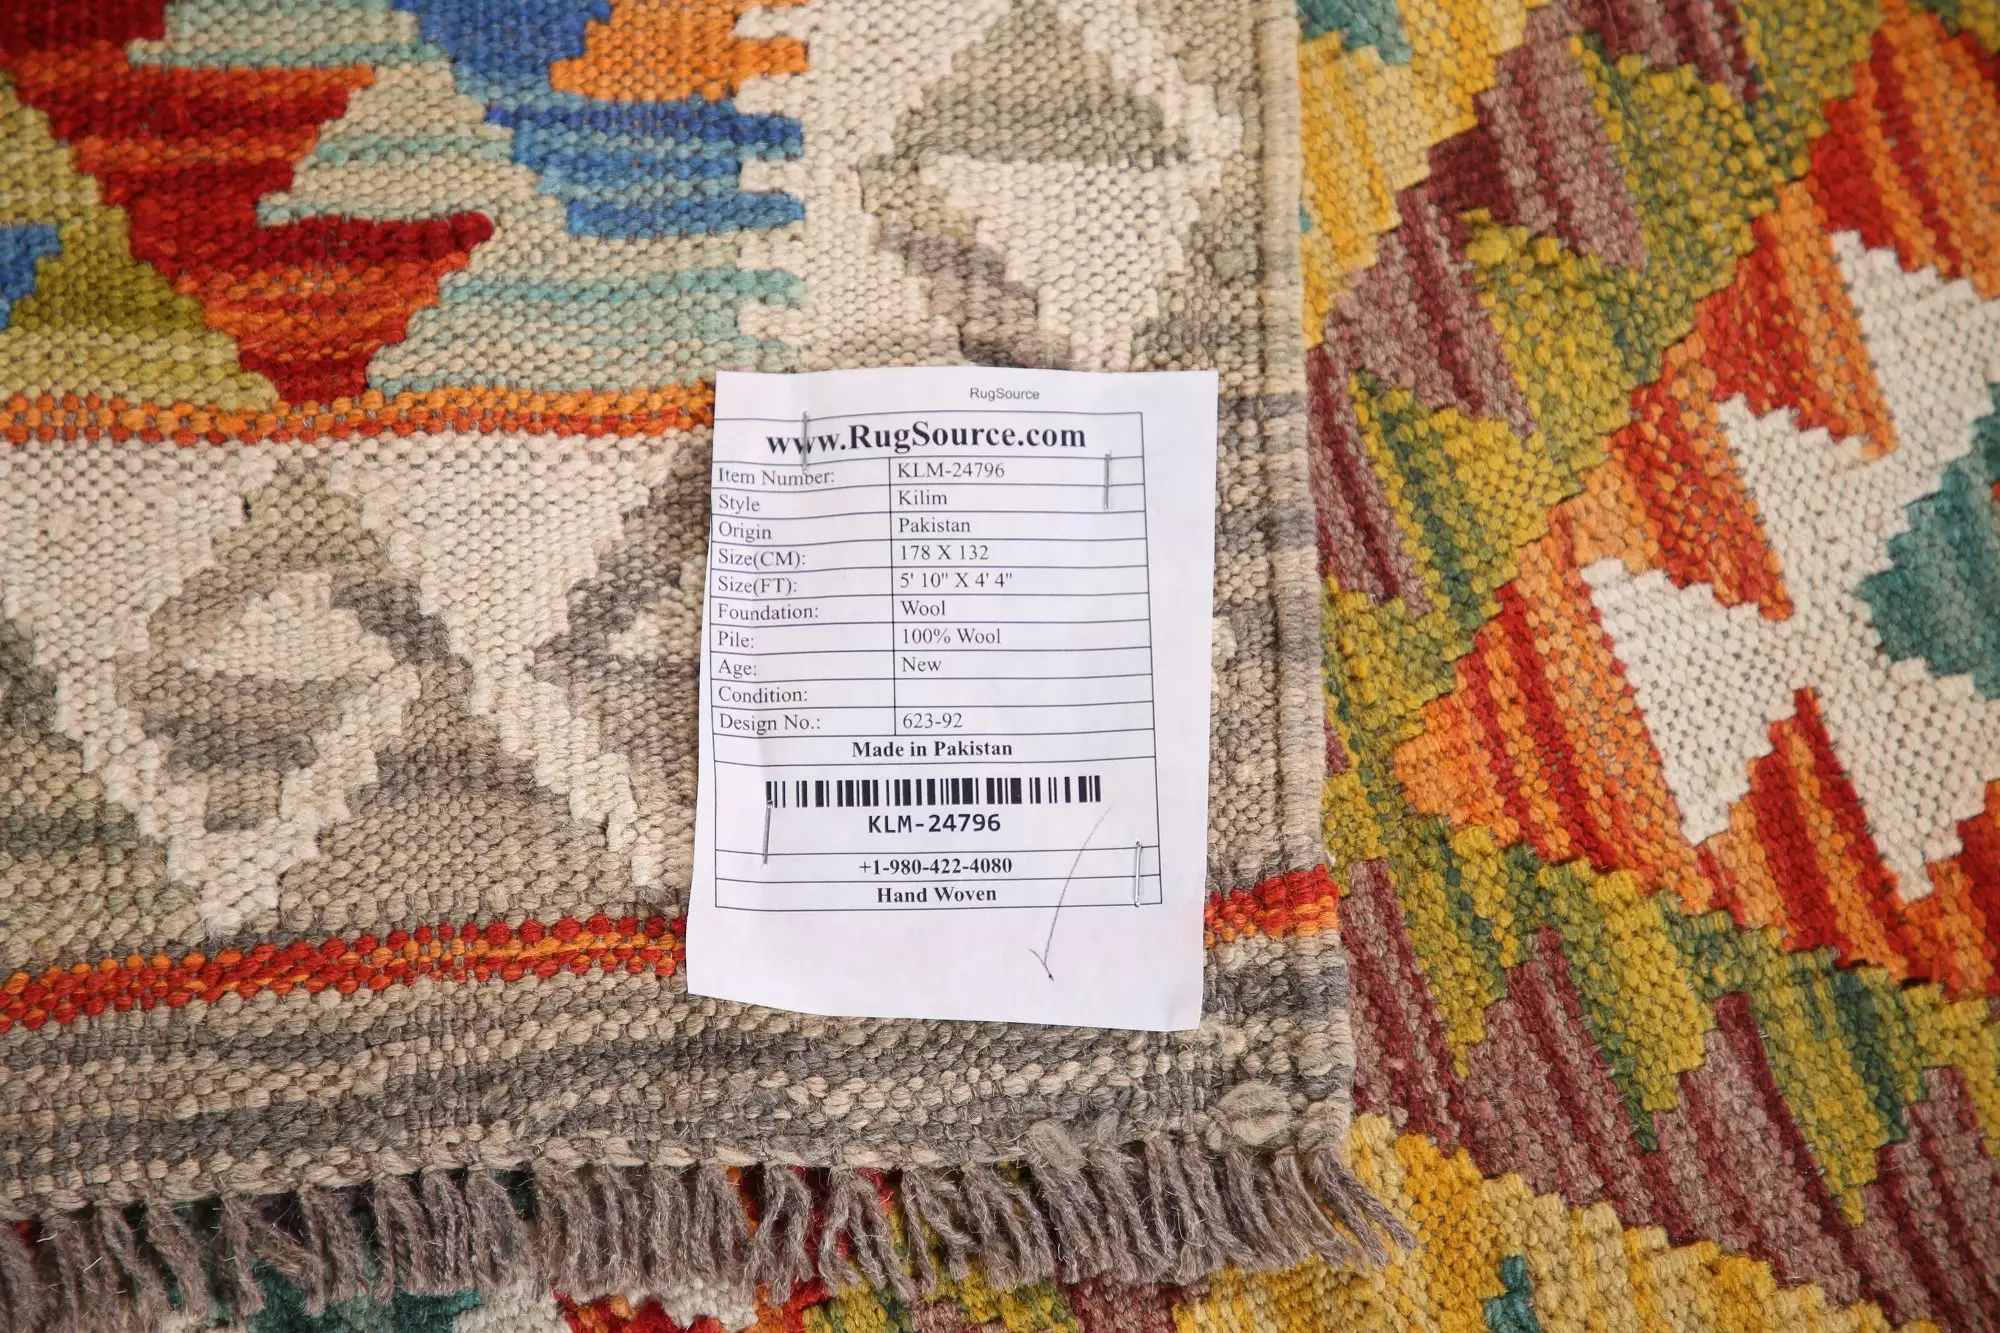 RugSource
www.RugSource.com
Item Number: KLM-24796
Style Kilim
Origin Pakistan
Size(CM): 178 X 132
Size(FT): 5' 10" X 4' 4"
Foundation: Wool
Pile: 100% Wool
Age: New
Condition:
Design No.: 623-92
Made in Pakistan
KLM-24796
+1-980-422-4080
Hand Woven